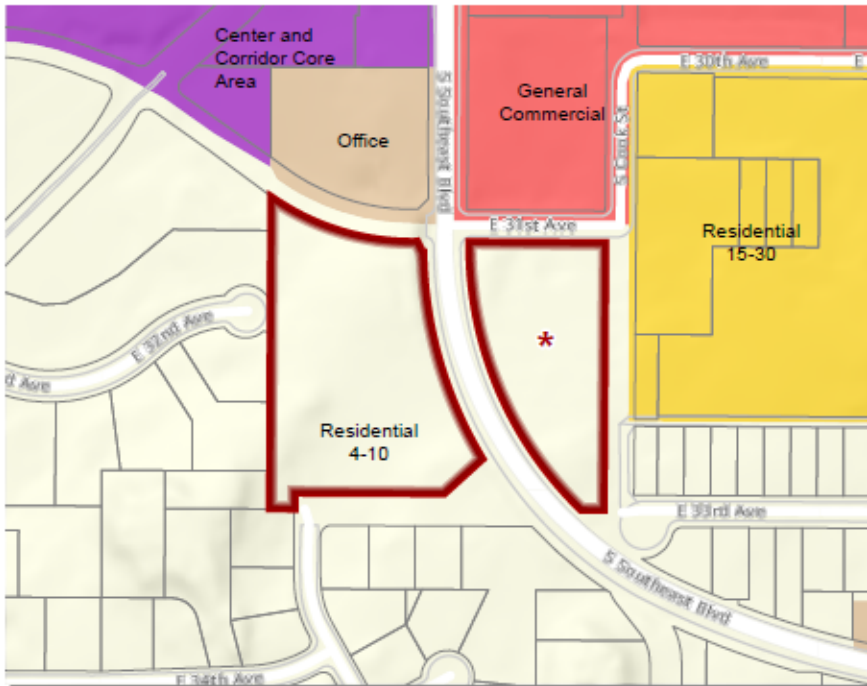 Center and
Corridor Core
Area
General
Commercial
E 30th Ave
E
Office
S Southeast Blvd
S Cook St
E 31st Ave
Residential
15-30
*
E 32nd Ave
d Ave
Residential
4-10
E 33rd Ave
S Southeast Blvd
E 34th Ave